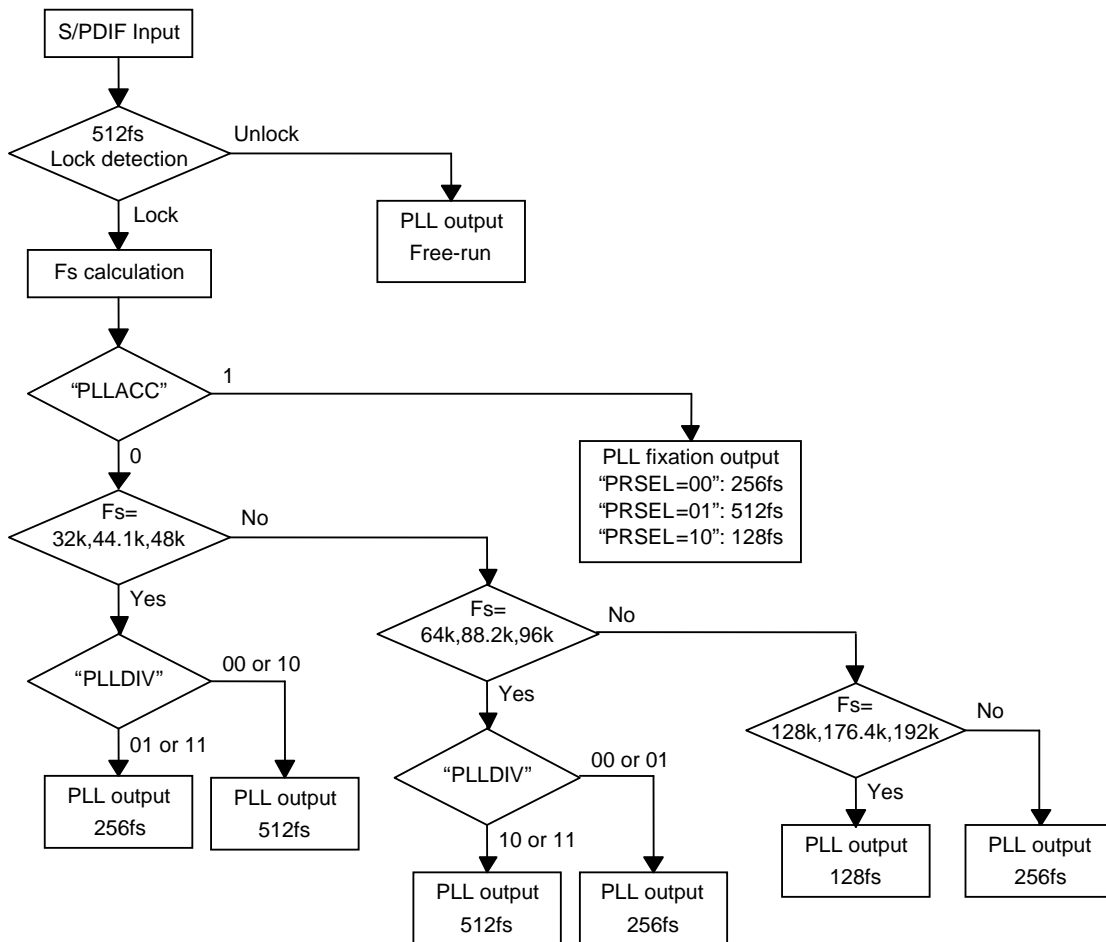 S/PDIF Input
512fs
Lock detection
Unlock
Lock
PLL output
Free-run
Fs calculation
“PLLACC”
1
0
PLL fixation output
“PRSEL=00”: 256fs
“PRSEL=01”: 512fs
“PRSEL=10”: 128fs
Fs=
32k,44.1k,48k
No
Yes
Fs=
64k,88.2k,96k
No
Yes
“PLLDIV”
00 or 10
01 or 11
PLL output
256fs
PLL output
512fs
“PLLDIV”
00 or 01
10 or 11
PLL output
512fs
PLL output
256fs
Fs=
128k,176.4k,192k
No
Yes
PLL output
128fs
PLL output
256fs